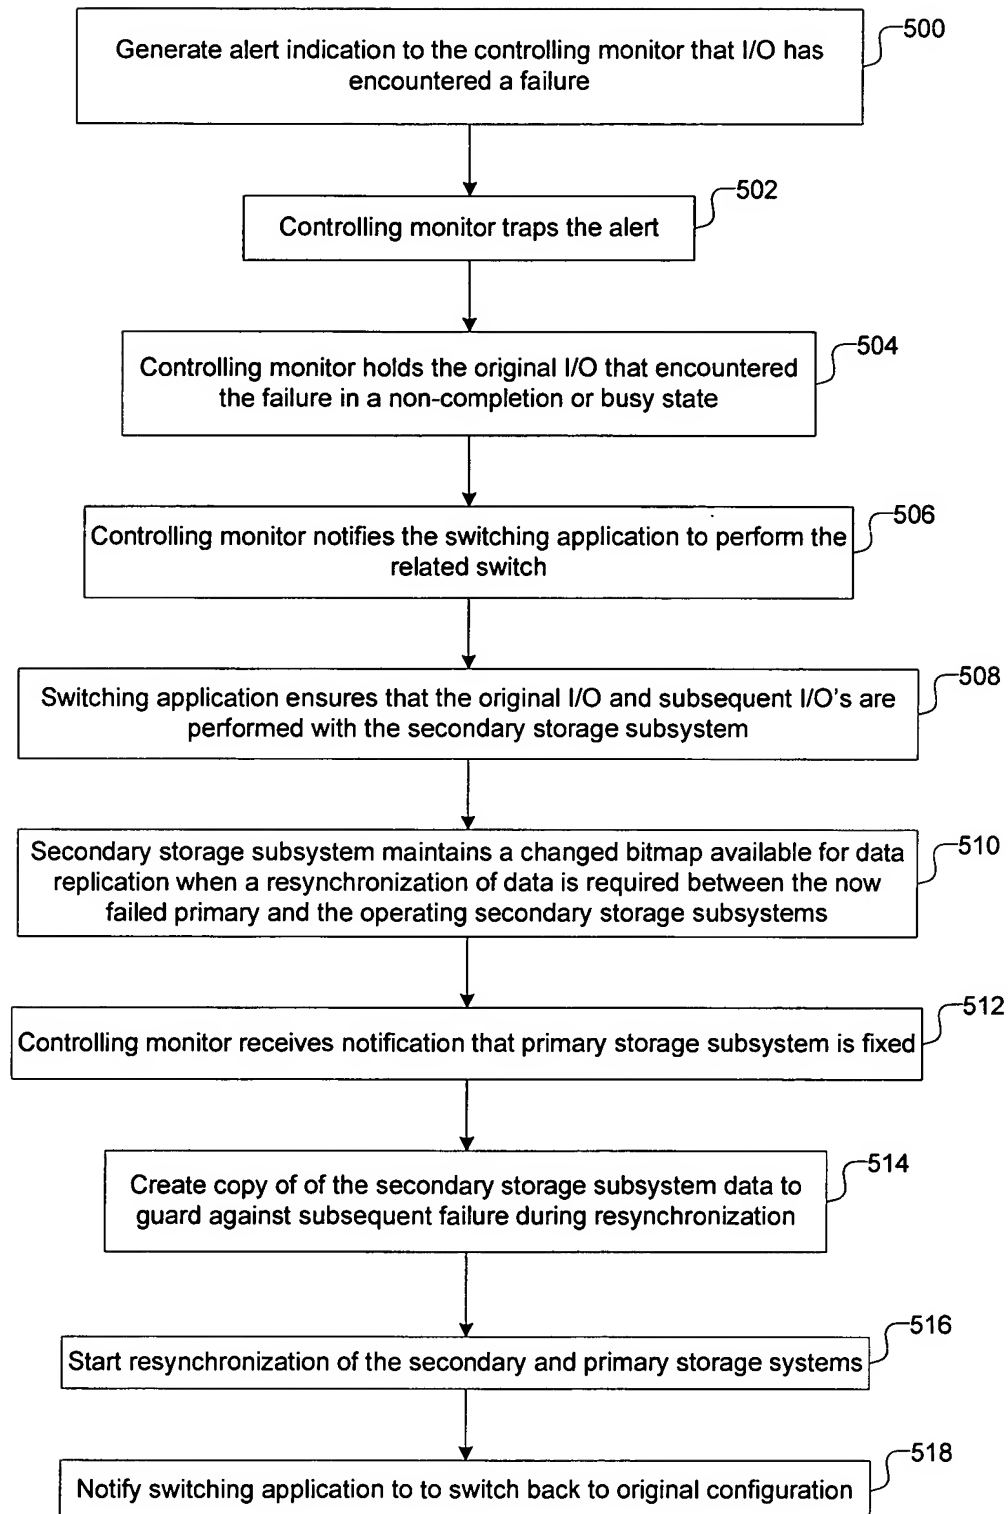 Generate alert indication to the controlling monitor that I/O has
encountered a failure
500
Controlling monitor traps the alert
502
Controlling monitor holds the original I/O that encountered
the failure in a non-completion or busy state
504
Controlling monitor notifies the switching application to perform the
related switch
506
Switching application ensures that the original I/O and subsequent I/O's are
performed with the secondary storage subsystem
508
Secondary storage subsystem maintains a changed bitmap available for data
replication when a resynchronization of data is required between the now
failed primary and the operating secondary storage subsystems
510
Controlling monitor receives notification that primary storage subsystem is fixed
512
Create copy of of the secondary storage subsystem data to
guard against subsequent failure during resynchronization
514
Start resynchronization of the secondary and primary storage systems
516
Notify switching application to to switch back to original configuration
518